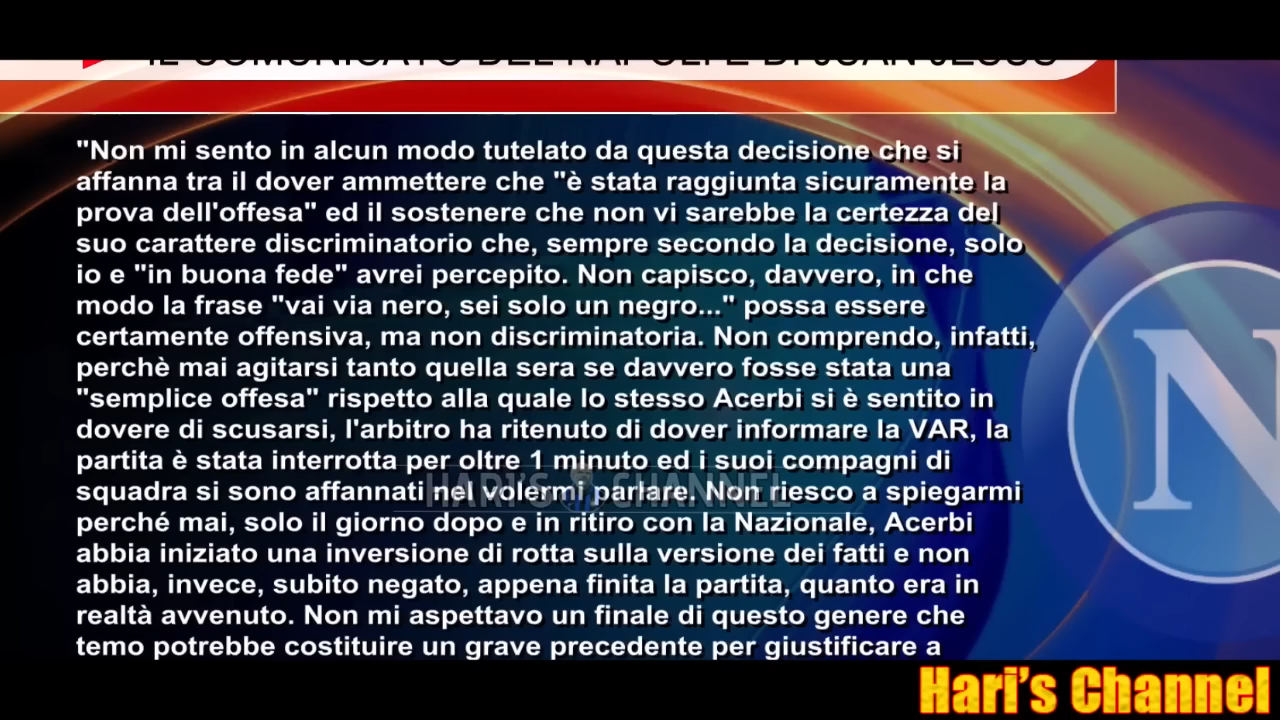 IL COMUNICATO DEL NAPOLI E DI JUAN JESUS
"Non mi sento in alcun modo tutelato da questa decisione che si
affanna tra il dover ammettere che "è stata raggiunta sicuramente la
prova dell'offesa" ed il sostenere che non vi sarebbe la certezza del
suo carattere discriminatorio che, sempre secondo la decisione, solo
io e "in buona fede" avrei percepito. Non capisco, davvero, in che
modo la frase "vai via nero, sei solo un negro..." possa essere
certamente offensiva, ma non discriminatoria. Non comprendo, infatti,
perchè mai agitarsi tanto quella sera se davvero fosse stata una
"semplice offesa" rispetto alla quale lo stesso Acerbi si è sentito in
dovere di scusarsi, l'arbitro ha ritenuto di dover informare la VAR, la
partita è stata interrotta per oltre 1 minuto ed i suoi compagni di
squadra si sono affannati nel volermi parlare. Non riesco a spiegarmi
perché mai, solo il giorno dopo e in ritiro con la Nazionale, Acerbi
abbia iniziato una inversione di rotta sulla versione dei fatti e non
abbia, invece, subito negato, appena finita la partita, quanto era in
realtà avvenuto. Non mi aspettavo un finale di questo genere che
temo potrebbe costituire un grave precedente per giustificare a
HARI'S CHANNEL
N
Hari's Channel